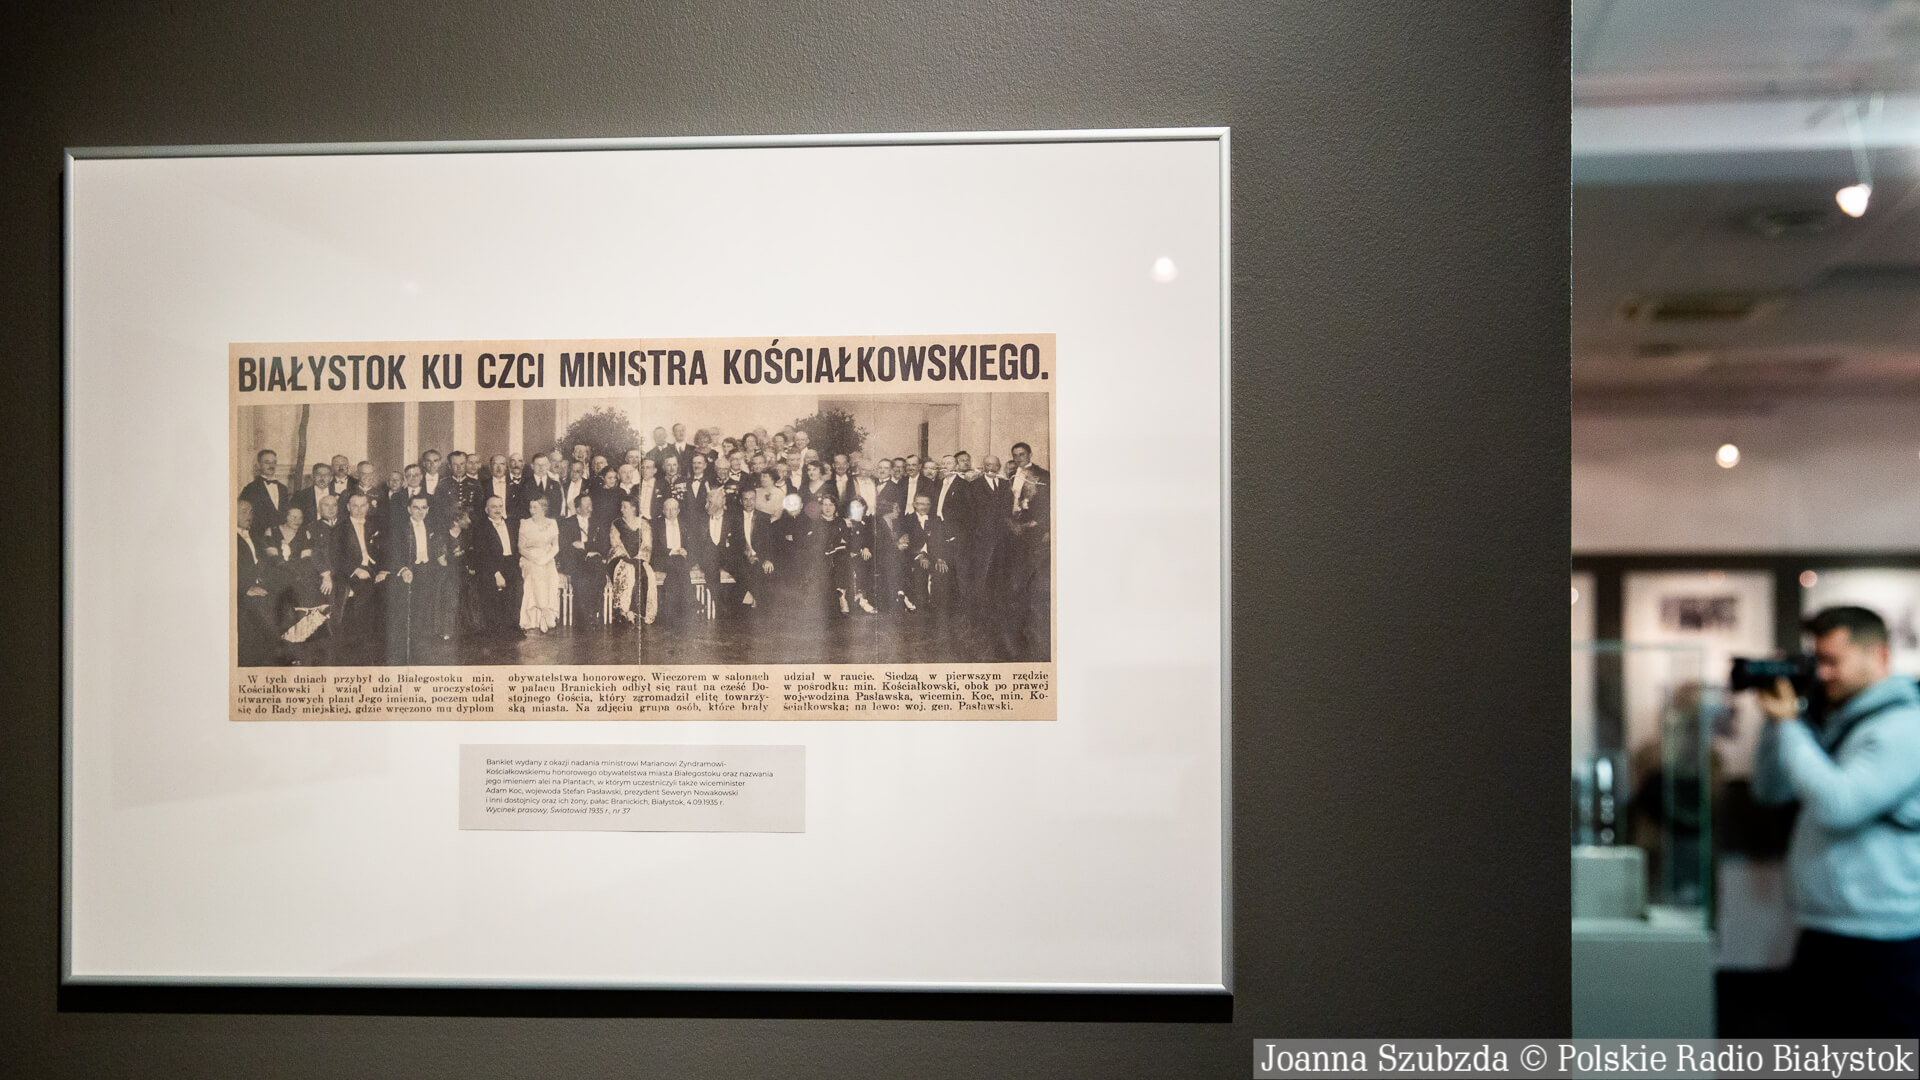 BIAŁYSTOK KU CZCI MINISTRA KOŚCIAŁKOWSKIEGO.
W tych dniach przybył do Białegostoku min.
Kościałkowski i wziął udział w uroczystości
otwarcia nowych plant Jego imienia, poczem udał
się do Rady miejskiej, gdzie wręczono mu dyplom
obywatelstwa honorowego. Wieczorem w salonach
w pałacu Branickich odbył się raut na cześć Do-
stojnego Gościa, który zgromadził elitę towarzy-
ską miasta. Na zdjęciu grupa osób, które brały
udział w raucie. Siedzą w pierwszym rzędzie
w pośrodku: min. Kościałkowski, obok po prawej
wojewodzina Pasławska, wicemin. Koc, min. Ko-
ściałkowska; na lewo: woj. gen. Pasławski.
Bankiet wydany z okazji nadania ministrowi Marianowi Zyndramowi-
Kościałkowskiemu honorowego obywatelstwa miasta Białegostoku oraz nazwania
jego imieniem alei na Plantach, w którym uczestniczyli także wiceminister
Adam Koc, wojewoda Stefan Pasławski, prezydent Seweryn Nowakowski
i inni dostojnicy oraz ich żony, pałac Branickich, Białystok, 4.09.1935 r.
Wycinek prasowy, Światowid 1935 r., nr 37
Joanna Szubzda © Polskie Radio Białystok